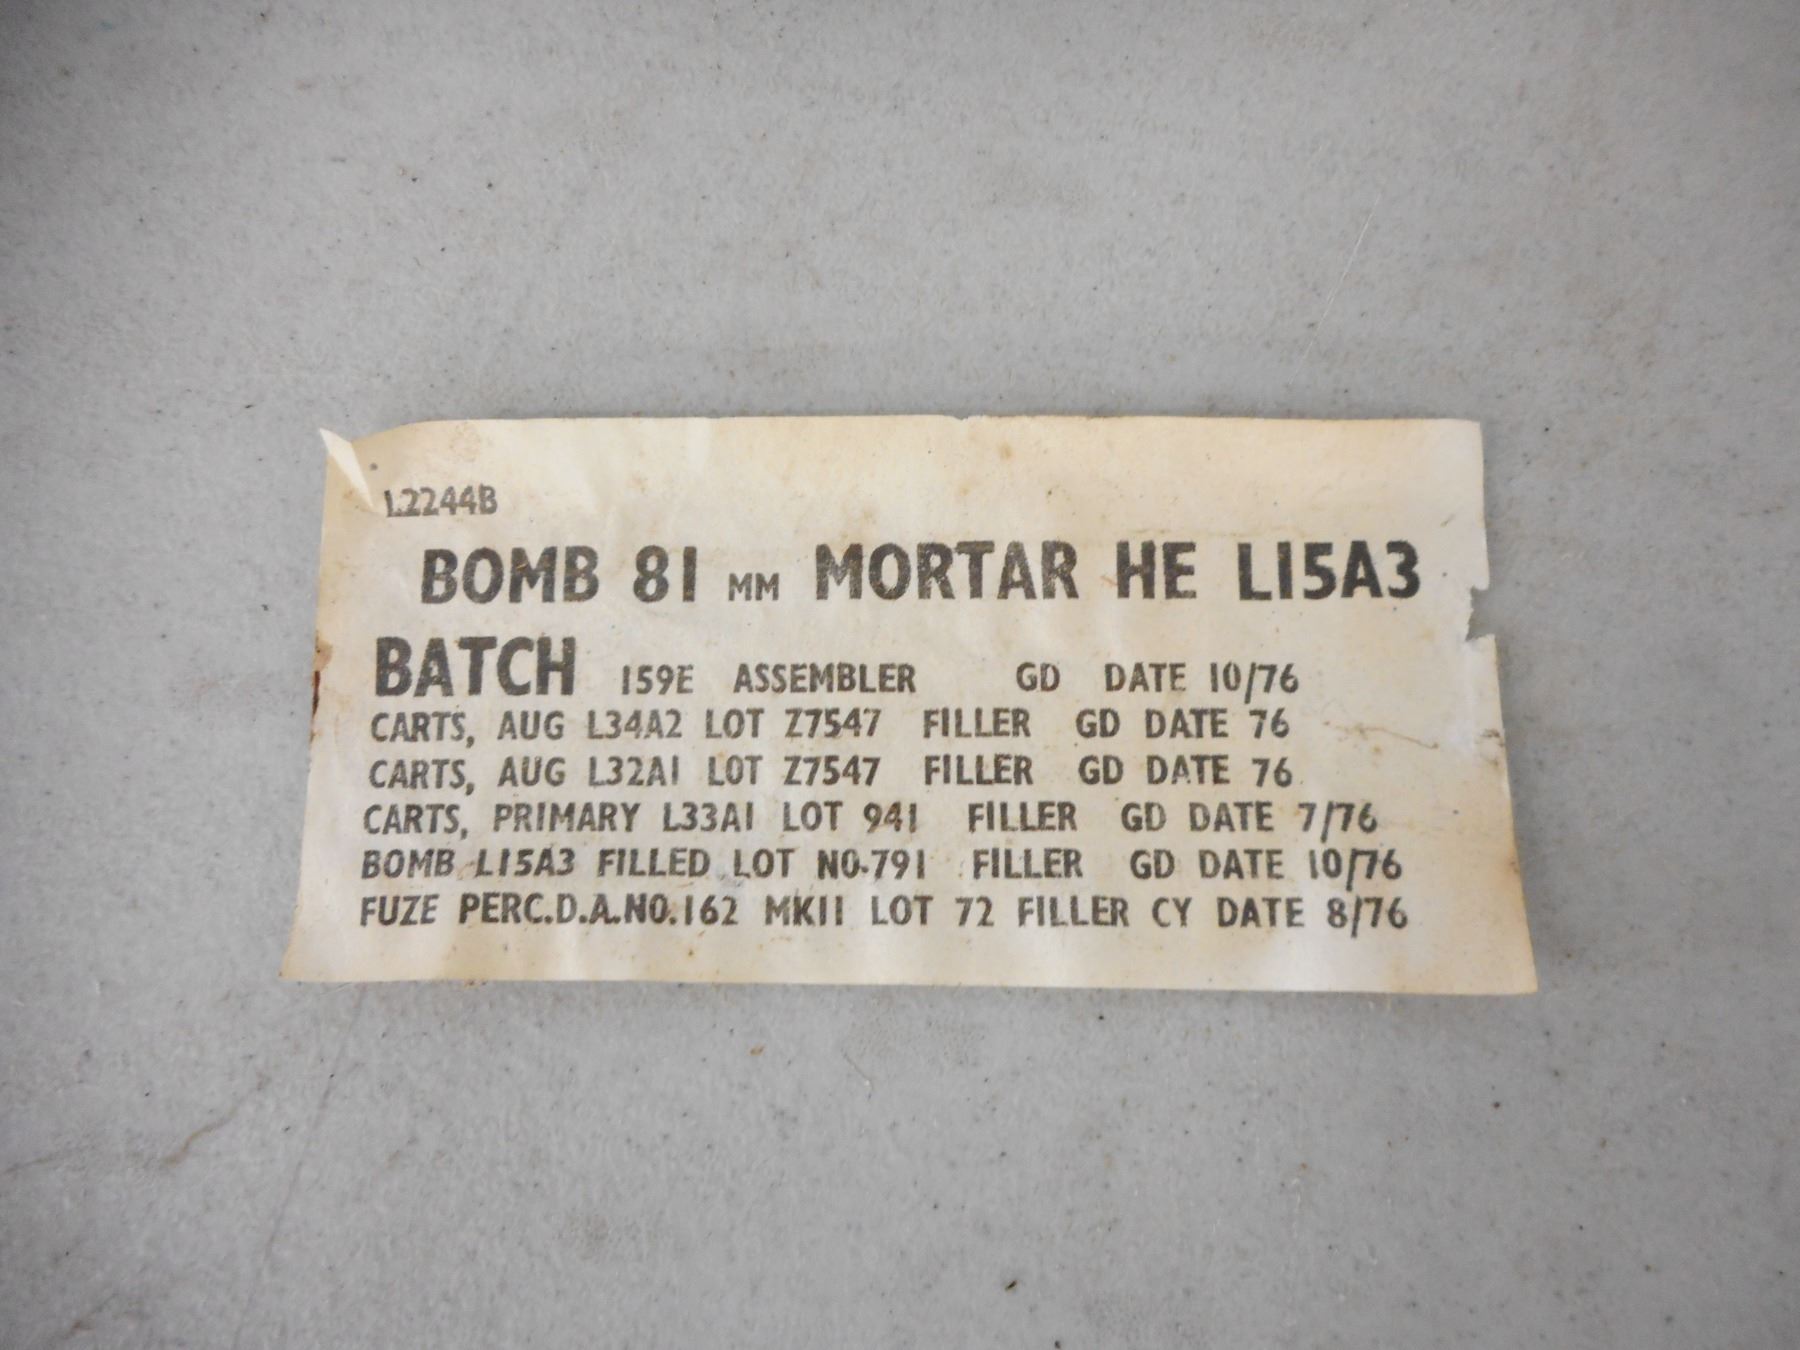 L2244B
BOMB 81 MM MORTAR HE L15A3
BATCH 159E ASSEMBLER GD DATE 10/76
CARTS, AUG L34A2 LOT Z7547 FILLER GD DATE 76
CARTS, AUG L32A1 LOT Z7547 FILLER GD DATE 76
CARTS, PRIMARY L33A1 LOT 941 FILLER GD DATE 7/76
BOMB L15A3 FILLED LOT NO.791 FILLER GD DATE 10/76
FUZE PERC.D.A.NO.162 MK11 LOT 72 FILLER CY DATE 8/76